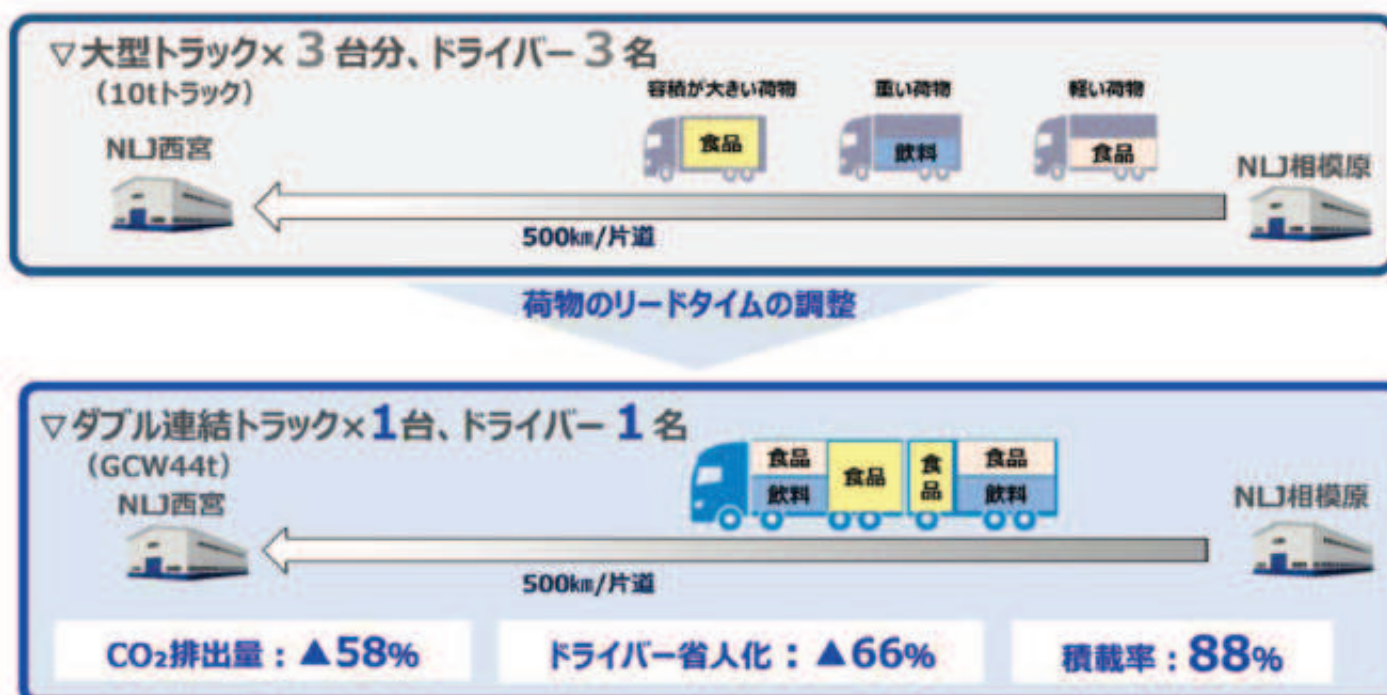 ▽大型トラック× 3 台分、ドライバー 3 名
（10tトラック）
容積が大きい荷物
重い荷物
軽い荷物
食品
飲料
食品
NLJ西宮
NLJ相模原
500㎞/片道
荷物のリードタイムの調整
▽ダブル連結トラック×1台、ドライバー 1 名
（GCW44t）
食品
飲料
食品
食品
食品
飲料
NLJ西宮
NLJ相模原
500㎞/片道
CO₂排出量：▲58%
ドライバー省人化：▲66%
積載率：88%